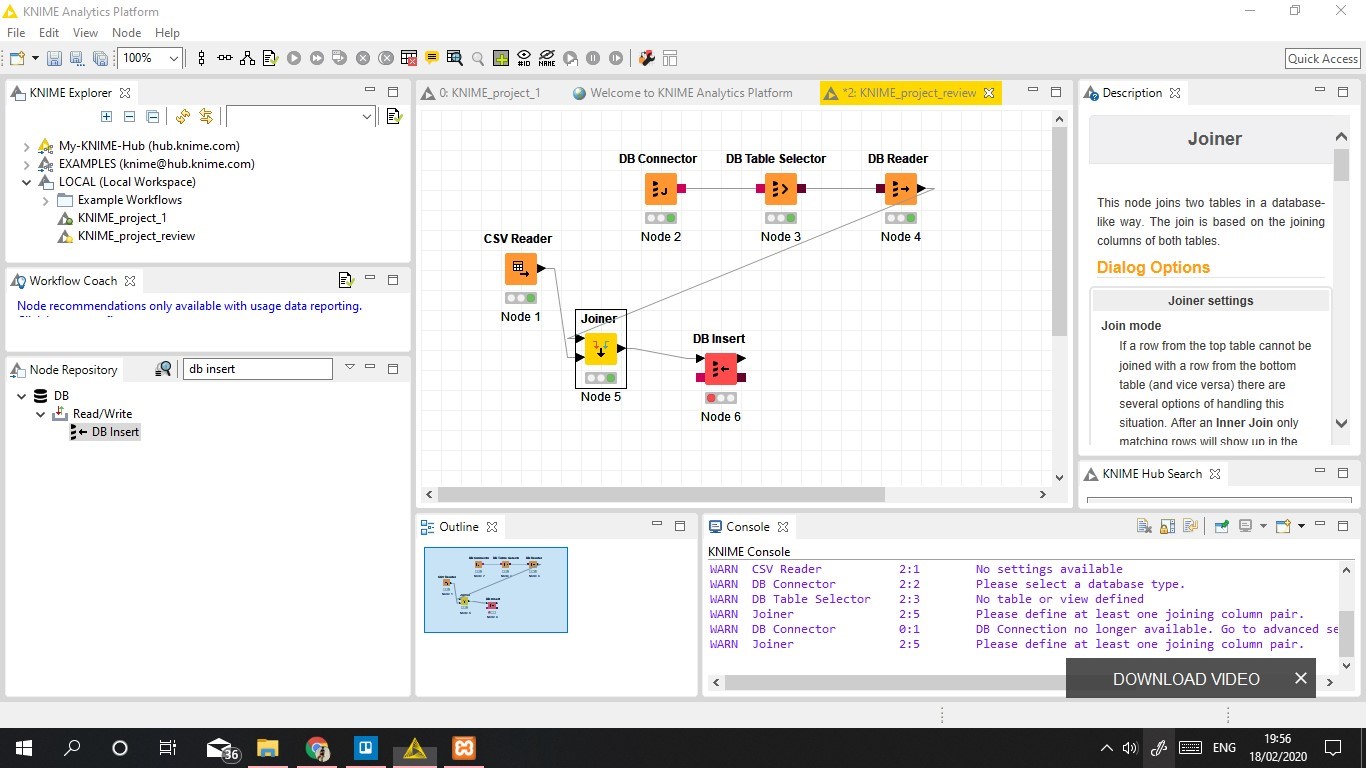 KNIME Analytics Platform
File Edit View Node Help
100%
#ID
NAME
Quick Access
KNIME Explorer
My-KNIME-Hub (hub.knime.com)
EXAMPLES (knime@hub.knime.com)
LOCAL (Local Workspace)
Example Workflows
KNIME_project_1
KNIME_project_review
Workflow Coach
Node recommendations only available with usage data reporting.
Node Repository
db insert
DB
Read/Write
DB Insert
0: KNIME_project_1
Welcome to KNIME Analytics Platform
*2: KNIME_project_review
DB Connector
DB Table Selector
DB Reader
Node 2
Node 3
Node 4
CSV Reader
Node 1
Joiner
Node 5
DB Insert
Node 6
Description
Joiner
This node joins two tables in a database-
like way. The join is based on the joining
columns of both tables.
Dialog Options
Joiner settings
Join mode
If a row from the top table cannot be
joined with a row from the bottom
table (and vice versa) there are
several options of handling this
situation. After an Inner Join only
matching rows will show up in the
KNIME Hub Search
Outline
Console
KNIME Console
WARN CSV Reader 2:1 No settings available
WARN DB Connector 2:2 Please select a database type.
WARN DB Table Selector 2:3 No table or view defined
WARN Joiner 2:5 Please define at least one joining column pair.
WARN DB Connector 0:1 DB Connection no longer available. Go to advanced se
WARN Joiner 2:5 Please define at least one joining column pair.
DOWNLOAD VIDEO
36
ENG
19:56
18/02/2020